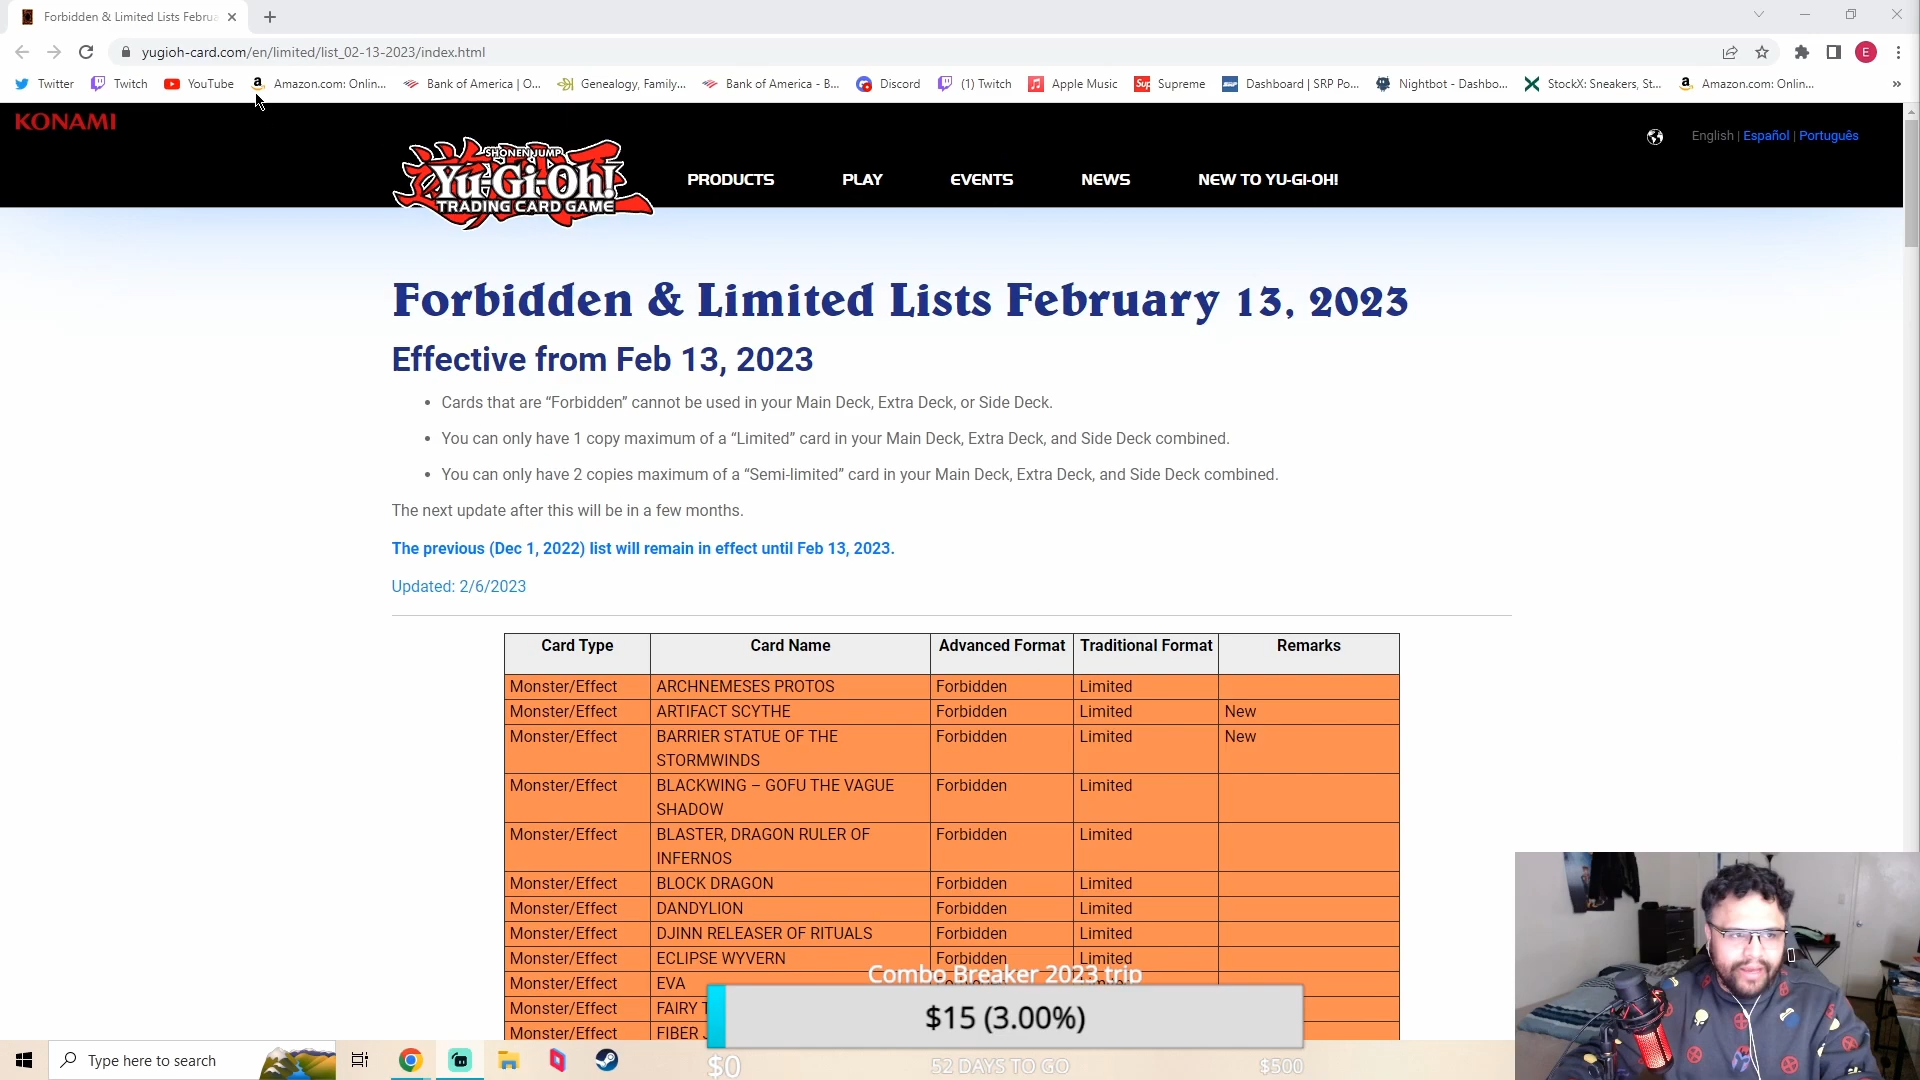 Forbidden & Limited Lists Februa
yugioh-card.com/en/limited/list_02-13-2023/index.html
E
Twitter Twitch YouTube Amazon.com: Onlin... Bank of America | O... Genealogy, Family,... Bank of America - B... Discord (1) Twitch Apple Music Supreme Dashboard | SRP Po... Nightbot - Dashbo... StockX: Sneakers, St... Amazon.com: Onlin...
KONAMI
English | Español | Português
SHONEN JUMP
Yu-Gi-Oh!
TRADING CARD GAME
PRODUCTS PLAY EVENTS NEWS NEW TO YU-GI-OH!
Forbidden & Limited Lists February 13, 2023
Effective from Feb 13, 2023
• Cards that are “Forbidden” cannot be used in your Main Deck, Extra Deck, or Side Deck.
• You can only have 1 copy maximum of a “Limited” card in your Main Deck, Extra Deck, and Side Deck combined.
• You can only have 2 copies maximum of a “Semi-limited” card in your Main Deck, Extra Deck, and Side Deck combined.
The next update after this will be in a few months.
The previous (Dec 1, 2022) list will remain in effect until Feb 13, 2023.
Updated: 2/6/2023
Card Type Card Name Advanced Format Traditional Format Remarks
Monster/Effect ARCHNEMESES PROTOS Forbidden Limited
Monster/Effect ARTIFACT SCYTHE Forbidden Limited New
Monster/Effect BARRIER STATUE OF THE Forbidden Limited New
STORMWINDS
Monster/Effect BLACKWING – GOFU THE VAGUE Forbidden Limited
SHADOW
Monster/Effect BLASTER, DRAGON RULER OF Forbidden Limited
INFERNOS
Monster/Effect BLOCK DRAGON Forbidden Limited
Monster/Effect DANDYLION Forbidden Limited
Monster/Effect DJINN RELEASER OF RITUALS Forbidden Limited
Monster/Effect ECLIPSE WYVERN Forbidden Limited
Combo Breaker 2023 trip
Monster/Effect EVA
Monster/Effect FAIRY T
Monster/Effect FIBER J
$15 (3.00%)
$0 52 DAYS TO GO $500
Type here to search